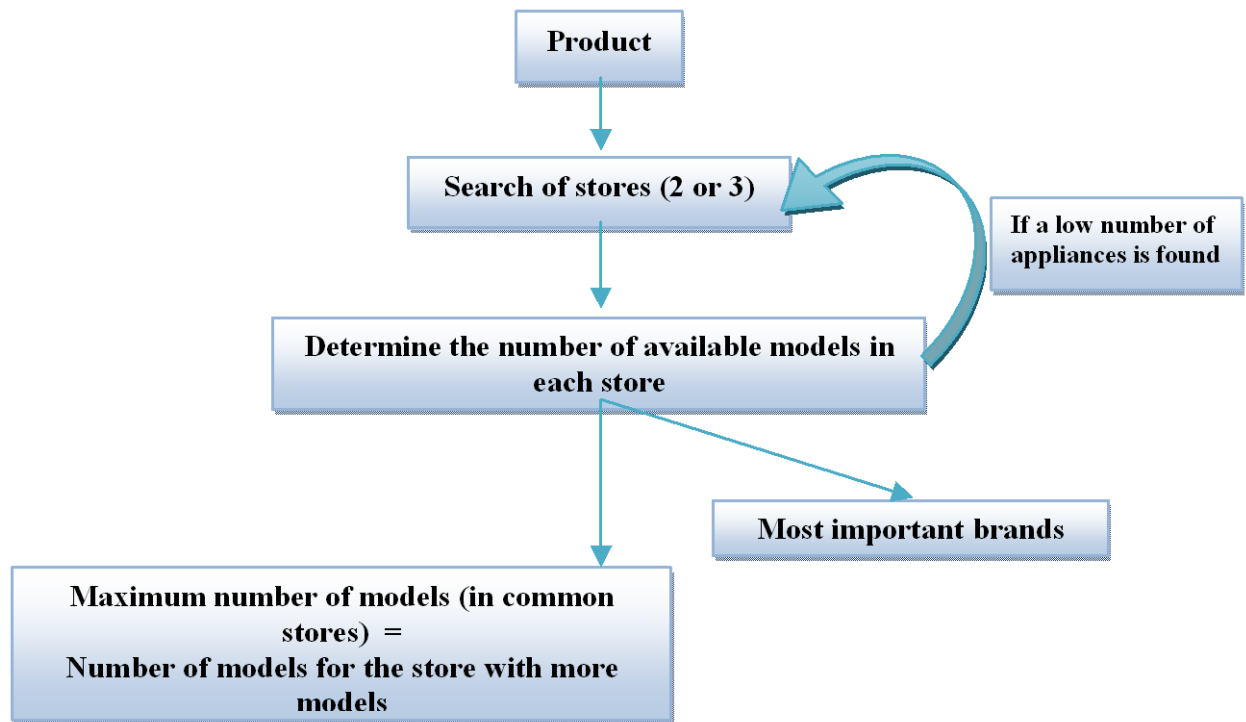 Product
Search of stores (2 or 3)
If a low number of
appliances is found
Determine the number of available models in
each store
Most important brands
Maximum number of models (in common
stores) =
Number of models for the store with more
models